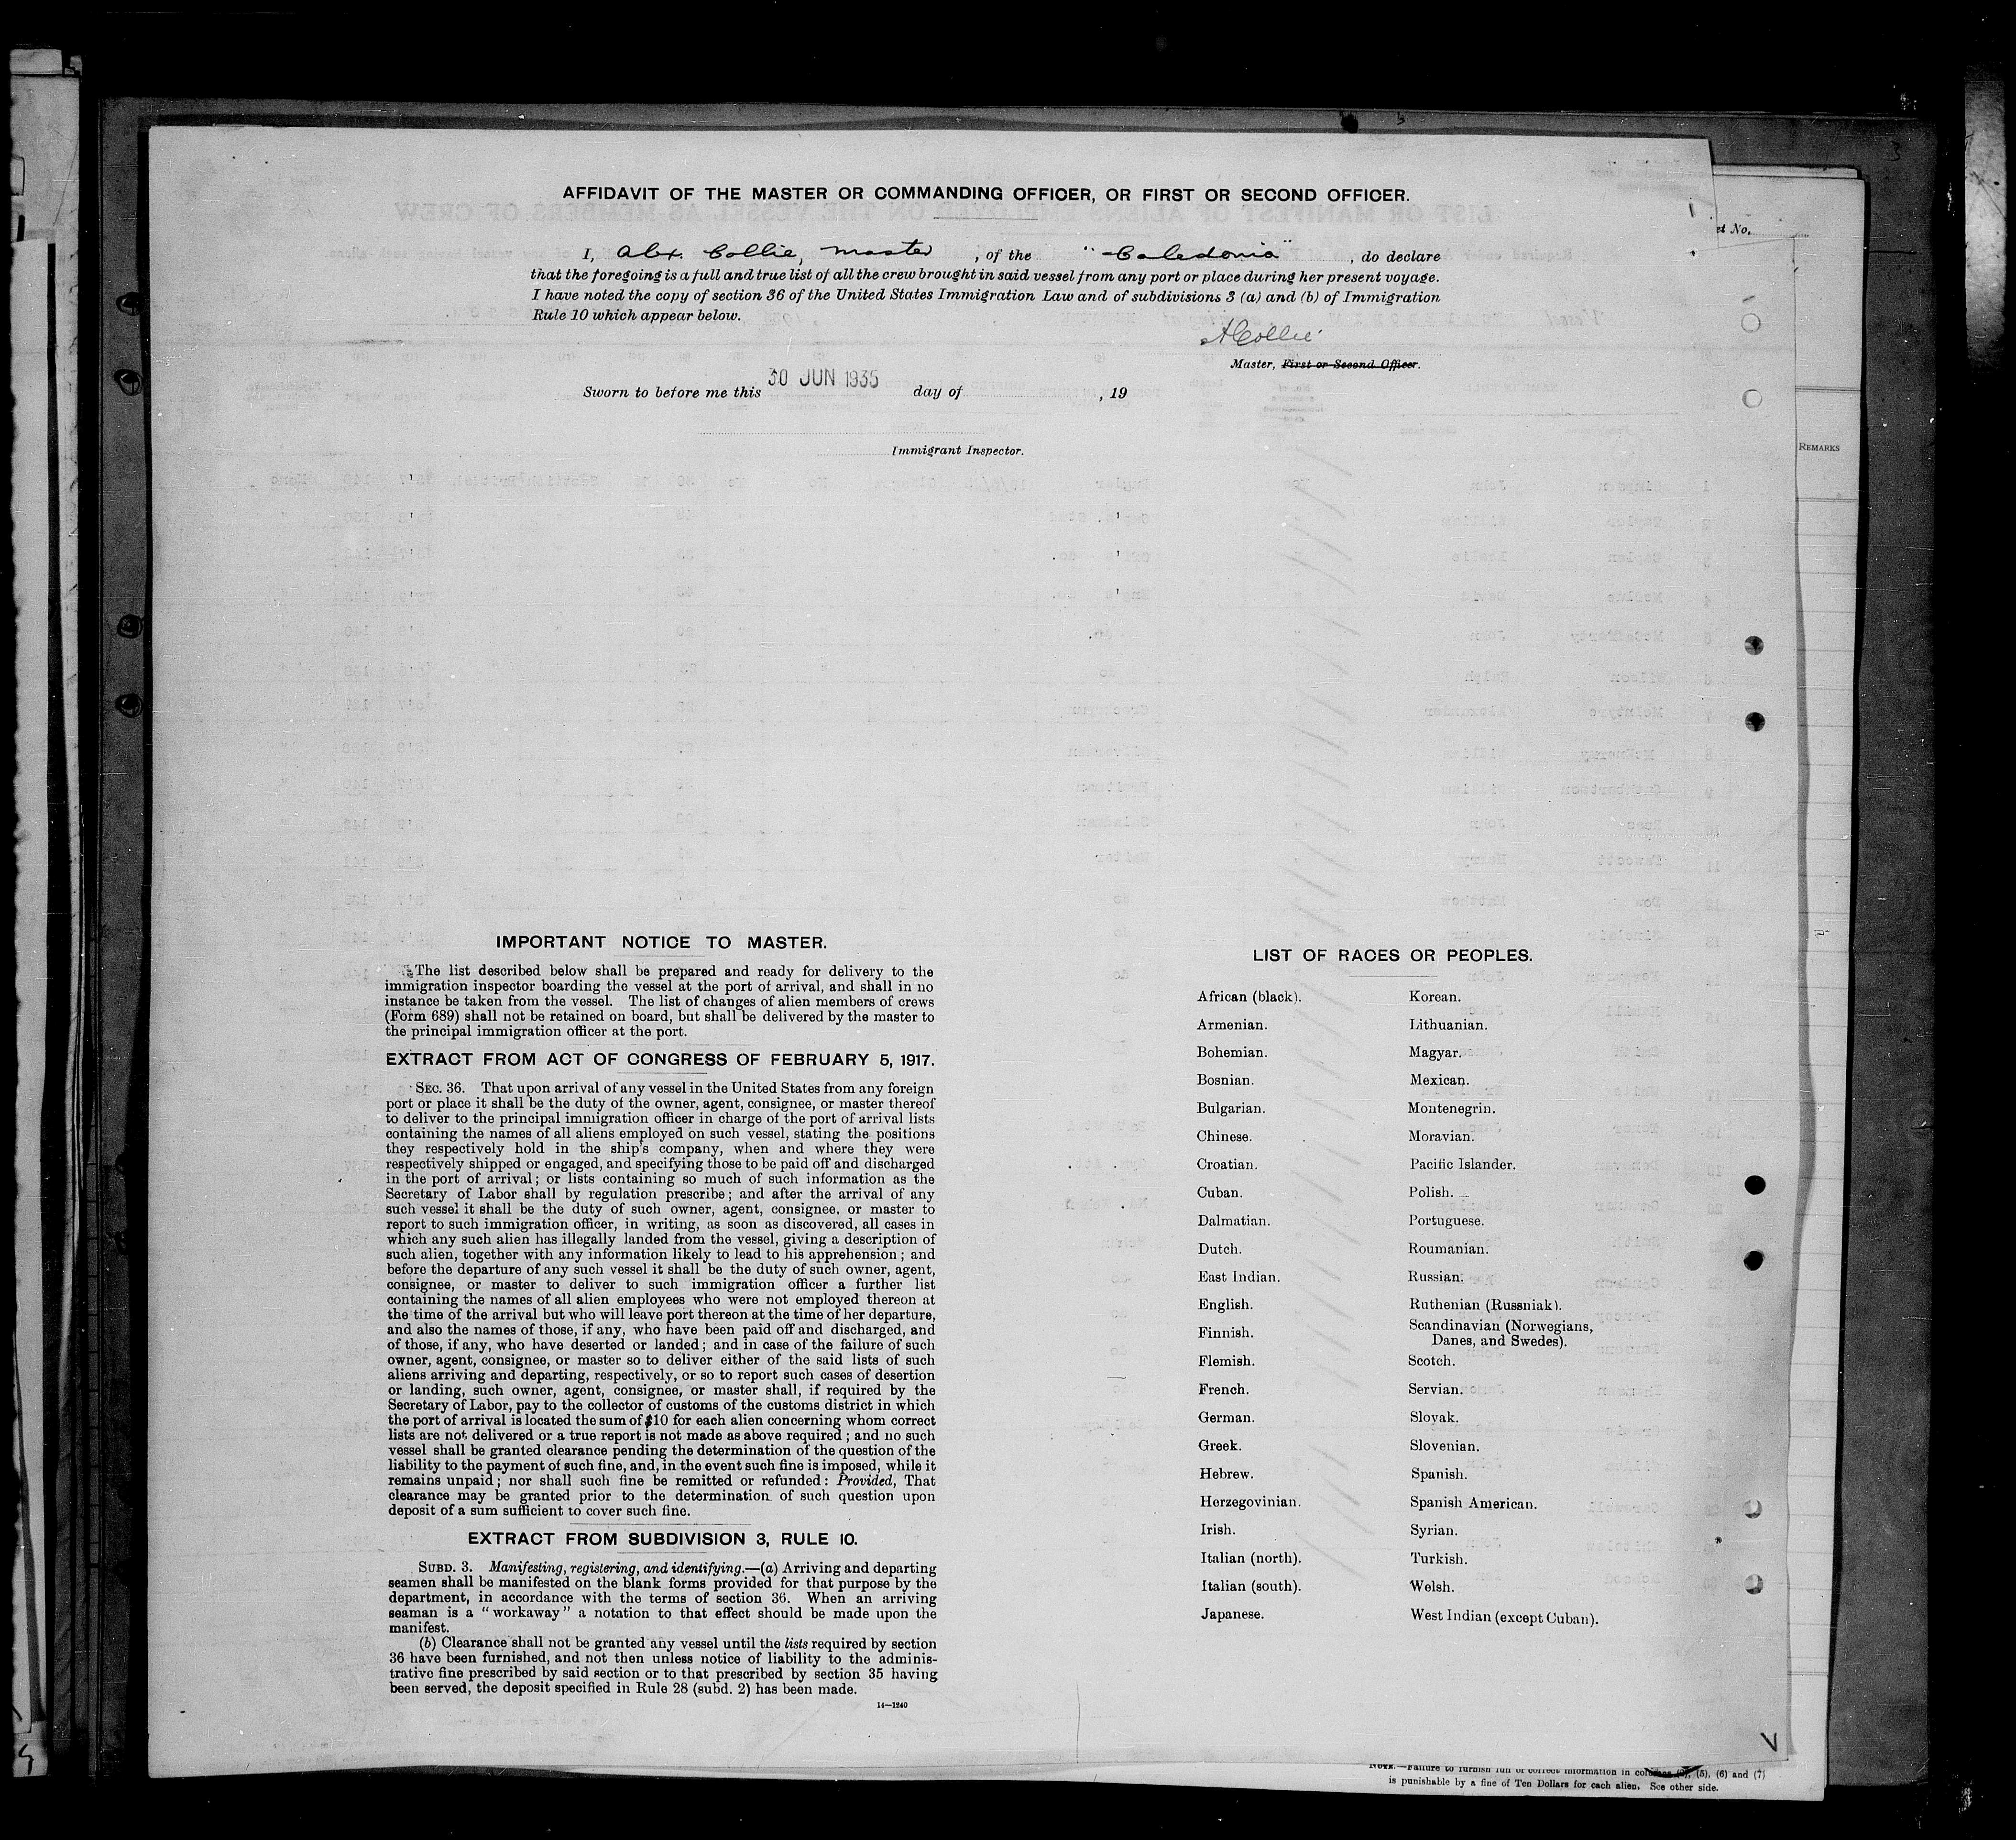 AFFIDAVIT OF THE MASTER OR COMMANDING OFFICER, OR FIRST OR SECOND OFFICER.
I, Alex. Collie, Master, of the "Caledonia", do declare
that the foregoing is a full and true list of all the crew brought in said vessel from any port or place during her present voyage.
I have noted the copy of section 36 of the United States Immigration Law and of subdivisions 3 (a) and (b) of Immigration
Rule 10 which appear below.
ACollie
Master, First or Second Officer.
Sworn to before me this 30 JUN 1935 day of , 19
Immigrant Inspector.
No.
REMARKS
IMPORTANT NOTICE TO MASTER.
The list described below shall be prepared and ready for delivery to the
immigration inspector boarding the vessel at the port of arrival, and shall in no
instance be taken from the vessel. The list of changes of alien members of crews
(Form 689) shall not be retained on board, but shall be delivered by the master to
the principal immigration officer at the port.
EXTRACT FROM ACT OF CONGRESS OF FEBRUARY 5, 1917.
SEC. 36. That upon arrival of any vessel in the United States from any foreign
port or place it shall be the duty of the owner, agent, consignee, or master thereof
to deliver to the principal immigration officer in charge of the port of arrival lists
containing the names of all aliens employed on such vessel, stating the positions
they respectively hold in the ship's company, when and where they were
respectively shipped or engaged, and specifying those to be paid off and discharged
in the port of arrival; or lists containing so much of such information as the
Secretary of Labor shall by regulation prescribe; and after the arrival of any
such vessel it shall be the duty of such owner, agent, consignee, or master to
report to such immigration officer, in writing, as soon as discovered, all cases in
which any such alien has illegally landed from the vessel, giving a description of
such alien, together with any information likely to lead to his apprehension; and
before the departure of any such vessel it shall be the duty of such owner, agent,
consignee, or master to deliver to such immigration officer a further list
containing the names of all alien employees who were not employed thereon at
the time of the arrival but who will leave port thereon at the time of her departure,
and also the names of those, if any, who have been paid off and discharged, and
of those, if any, who have deserted or landed; and in case of the failure of such
owner, agent, consignee, or master so to deliver either of the said lists of such
aliens arriving and departing, respectively, or so to report such cases of desertion
or landing, such owner, agent, consignee, or master shall, if required by the
Secretary of Labor, pay to the collector of customs of the customs district in which
the port of arrival is located the sum of $10 for each alien concerning whom correct
lists are not delivered or a true report is not made as above required; and no such
vessel shall be granted clearance pending the determination of the question of the
liability to the payment of such fine, and, in the event such fine is imposed, while it
remains unpaid; nor shall such fine be remitted or refunded: Provided, That
clearance may be granted prior to the determination of such question upon
deposit of a sum sufficient to cover such fine.
EXTRACT FROM SUBDIVISION 3, RULE 10.
SUBD. 3. Manifesting, registering, and identifying.—(a) Arriving and departing
seamen shall be manifested on the blank forms provided for that purpose by the
department, in accordance with the terms of section 36. When an arriving
seaman is a "workaway" a notation to that effect should be made upon the
manifest.
(b) Clearance shall not be granted any vessel until the lists required by section
36 have been furnished, and not then unless notice of liability to the adminis-
trative fine prescribed by said section or to that prescribed by section 35 having
been served, the deposit specified in Rule 28 (subd. 2) has been made.
14—1240
LIST OF RACES OR PEOPLES.
African (black). Korean.
Armenian. Lithuanian.
Bohemian. Magyar.
Bosnian. Mexican.
Bulgarian. Montenegrin.
Chinese. Moravian.
Croatian. Pacific Islander.
Cuban. Polish.
Dalmatian. Portuguese.
Dutch. Roumanian.
East Indian. Russian.
English. Ruthenian (Russniak).
Finnish. Scandinavian (Norwegians,
Danes, and Swedes).
Flemish. Scotch.
French. Servian.
German. Slovak.
Greek. Slovenian.
Hebrew. Spanish.
Herzegovinian. Spanish American.
Irish. Syrian.
Italian (north). Turkish.
Italian (south). Welsh.
Japanese. West Indian (except Cuban).
NOTE.—Failure to furnish full or correct information in columns (5), (6) and (7)
is punishable by a fine of Ten Dollars for each alien. See other side.